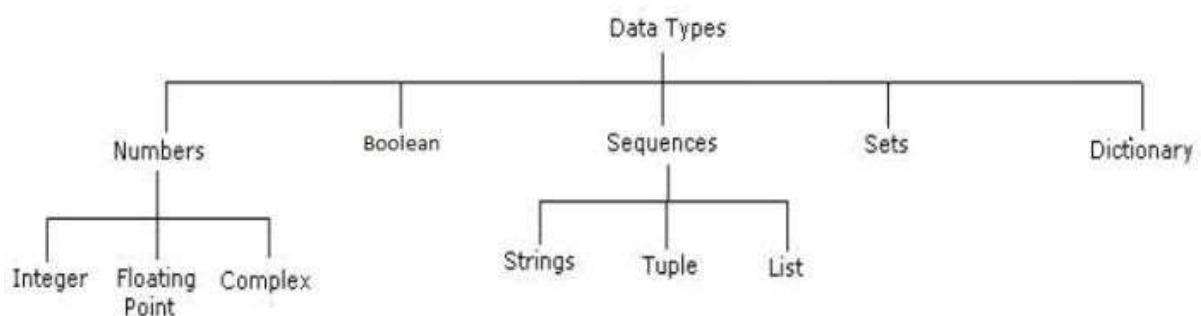 Data Types
Numbers
Boolean
Sequences
Sets
Dictionary
Integer
Floating
Point
Complex
Strings
Tuple
List